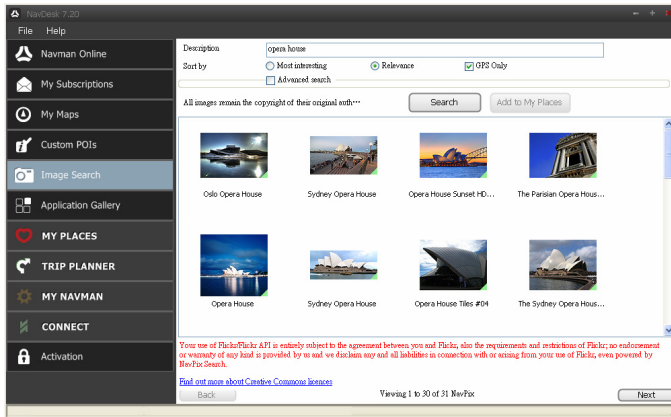 NavDesk 7.20
File Help
Navman Online
My Subscriptions
My Maps
Custom POIs
Image Search
Application Gallery
MY PLACES
TRIP PLANNER
MY NAVMAN
CONNECT
Activation
Description opera house
Sort by Most interesting Relevance GPS Only
Advanced search
All images remain the copyright of their original auth··· Search Add to My Places
Oslo Opera House Sydney Opera House Opera House Sunset HD... The Parisian Opera Hous...
Opera House Sydney Opera House Opera House Tiles #04 The Sydney Opera Hous...
Your use of Flickr/Flickr API is entirely subject to the agreement between you and Flickr, also the requirements and restrictions of Flickr; no endorsement
or warranty of any kind is provided by us and we disclaim any and all liabilities in connection with or arising from your use of Flickr, even powered by
NavPix Search.
Find out more about Creative Commons licences
Back Viewing 1 to 30 of 31 NavPix Next